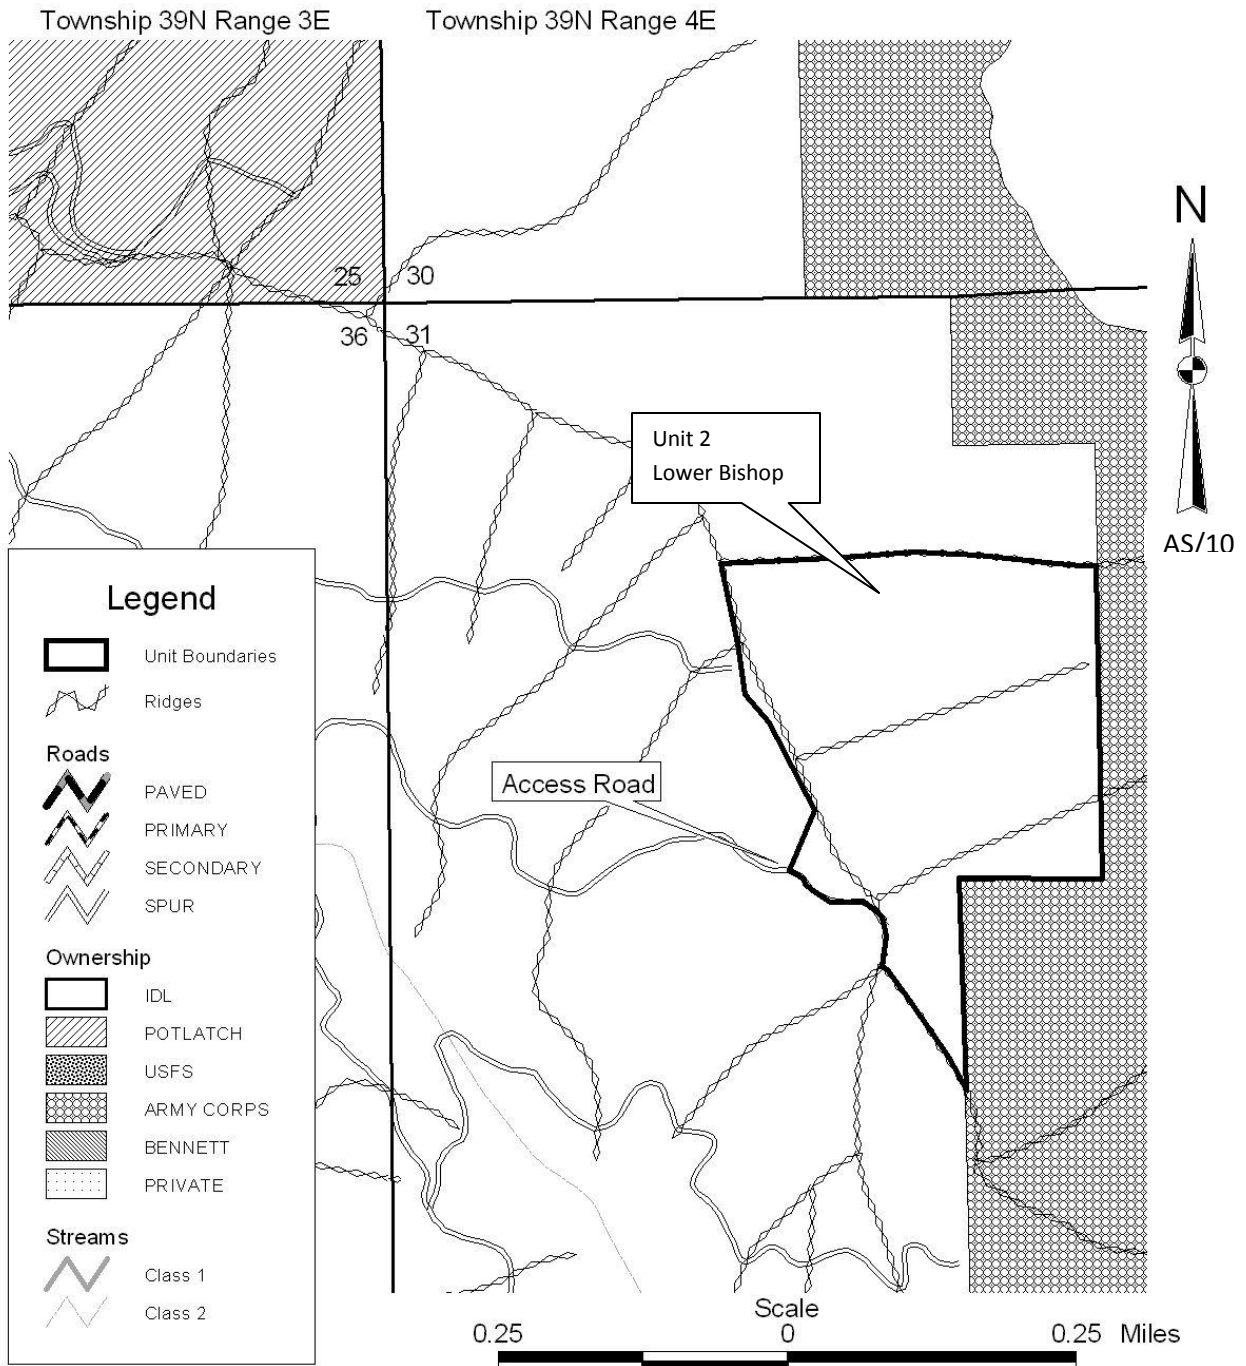 Township 39N Range 3E
Township 39N Range 4E
N
25
30
36
31
Unit 2
Lower Bishop
AS/10
Access Road
Legend
Unit Boundaries
Ridges
Roads
PAVED
PRIMARY
SECONDARY
SPUR
Ownership
IDL
POTLATCH
USFS
ARMY CORPS
BENNETT
PRIVATE
Streams
Class 1
Class 2
Scale
0.25 0 0.25 Miles